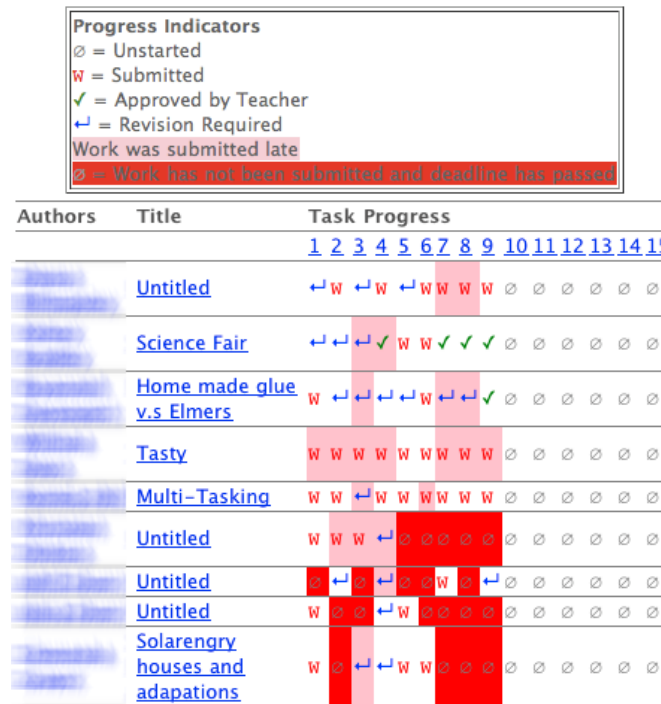 Progress Indicators
∅ = Unstarted
W = Submitted
✓ = Approved by Teacher
↵ = Revision Required
Work was submitted late
∅ = Work has not been submitted and deadline has passed
Authors Title Task Progress
1 2 3 4 5 6 7 8 9 10 11 12 13 14 15
Untitled ↵ W ↵ W ↵ W W W W ∅ ∅ ∅ ∅ ∅ ∅
Science Fair ↵ ↵ ↵ ✓ W W ✓ ✓ ✓ ∅ ∅ ∅ ∅ ∅ ∅
Home made glue
v.s Elmers W ↵ ↵ ↵ ↵ W ↵ ↵ ✓ ∅ ∅ ∅ ∅ ∅ ∅
Tasty W W W W W W W W W ∅ ∅ ∅ ∅ ∅ ∅
Multi-Tasking W W ↵ W W W W W W ∅ ∅ ∅ ∅ ∅ ∅
Untitled W W W ↵ ∅ ∅ ∅ ∅ ∅ ∅ ∅ ∅ ∅ ∅ ∅
Untitled ∅ ↵ ∅ ↵ ∅ ∅ W ∅ ↵ ∅ ∅ ∅ ∅ ∅ ∅
Untitled W ∅ ∅ ↵ W ∅ ∅ ∅ ∅ ∅ ∅ ∅ ∅ ∅ ∅
Solarengry
houses and W ∅ ↵ ↵ W W ∅ ∅ ∅ ∅ ∅ ∅ ∅ ∅ ∅
adapations